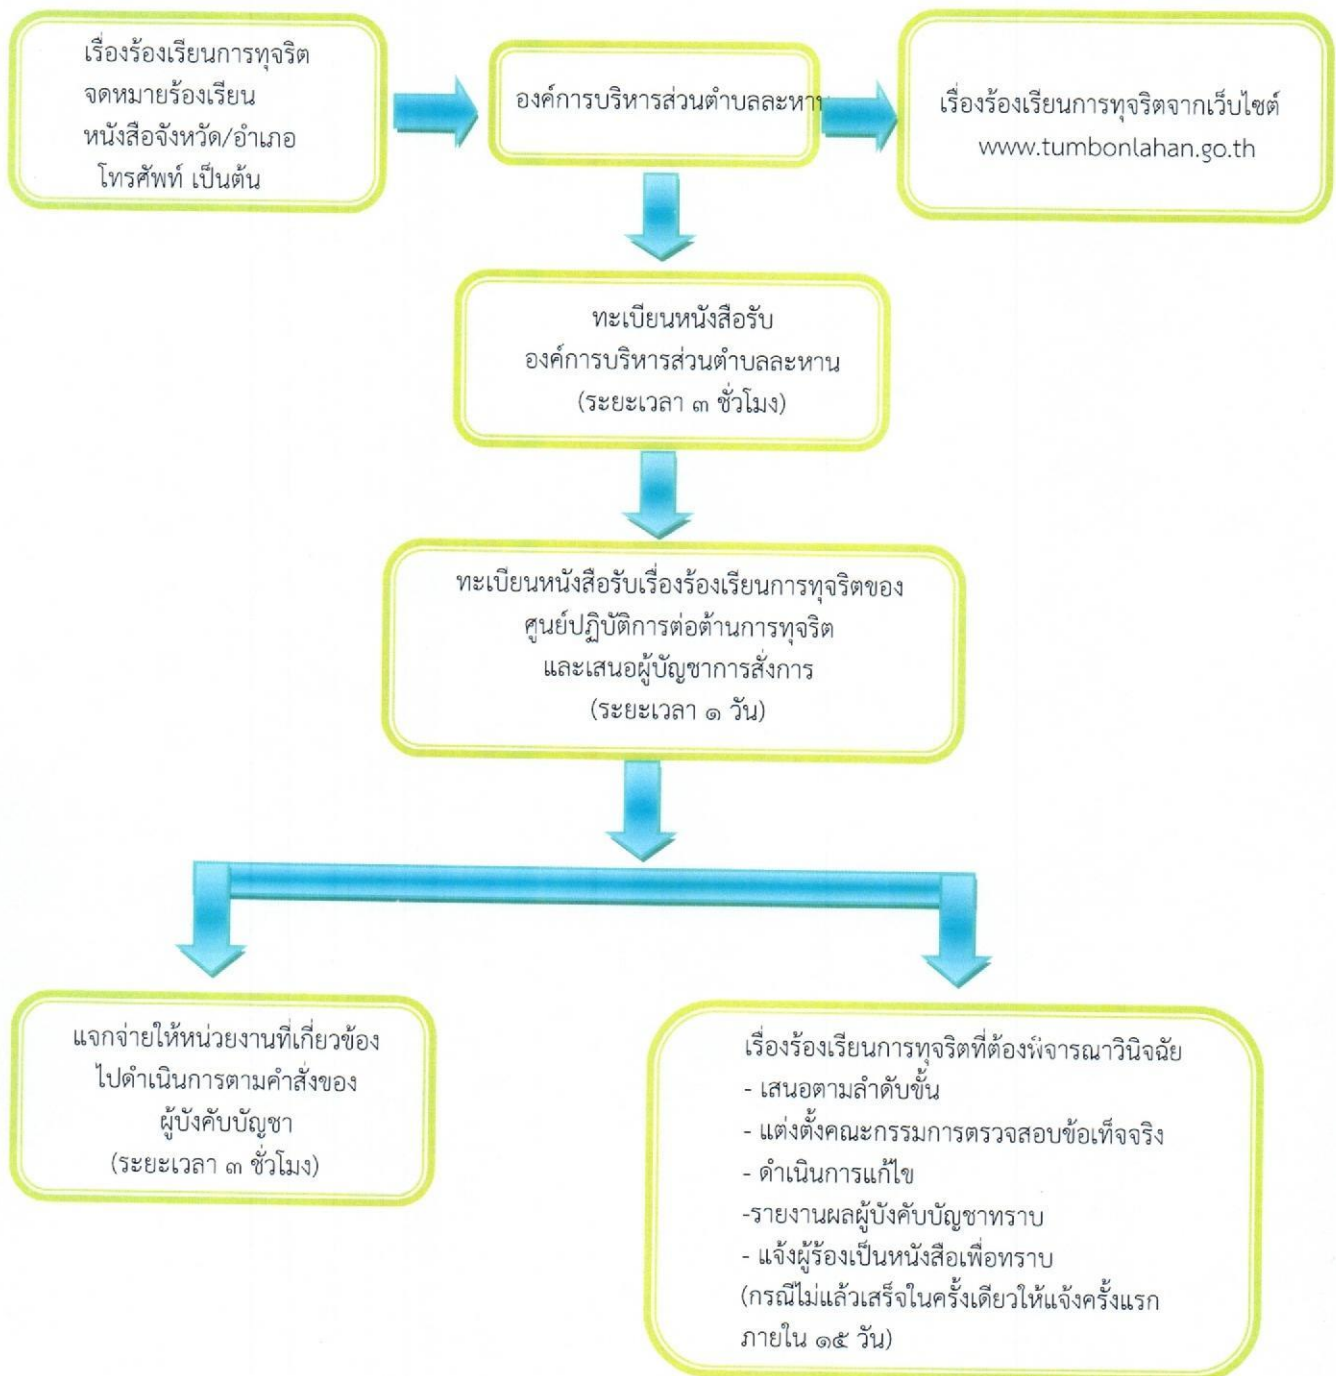 เรื่องร้องเรียนการทุจริต
จดหมายร้องเรียน
หนังสือจังหวัด/อำเภอ
โทรศัพท์ เป็นต้น
องค์การบริหารส่วนตำบลละหาน
เรื่องร้องเรียนการทุจริตจากเว็บไซต์
www.tumbonlahan.go.th
ทะเบียนหนังสือรับ
องค์การบริหารส่วนตำบลละหาน
(ระยะเวลา ๓ ชั่วโมง)
ทะเบียนหนังสือรับเรื่องร้องเรียนการทุจริตของ
ศูนย์ปฏิบัติการต่อต้านการทุจริต
และเสนอผู้บัญชาการสั่งการ
(ระยะเวลา ๑ วัน)
แจกจ่ายให้หน่วยงานที่เกี่ยวข้อง
ไปดำเนินการตามคำสั่งของ
ผู้บังคับบัญชา
(ระยะเวลา ๓ ชั่วโมง)
เรื่องร้องเรียนการทุจริตที่ต้องพิจารณาวินิจฉัย
- เสนอตามลำดับขั้น
- แต่งตั้งคณะกรรมการตรวจสอบข้อเท็จจริง
- ดำเนินการแก้ไข
-รายงานผลผู้บังคับบัญชาทราบ
- แจ้งผู้ร้องเป็นหนังสือเพื่อทราบ
(กรณีไม่แล้วเสร็จในครั้งเดียวให้แจ้งครั้งแรก
ภายใน ๑๕ วัน)